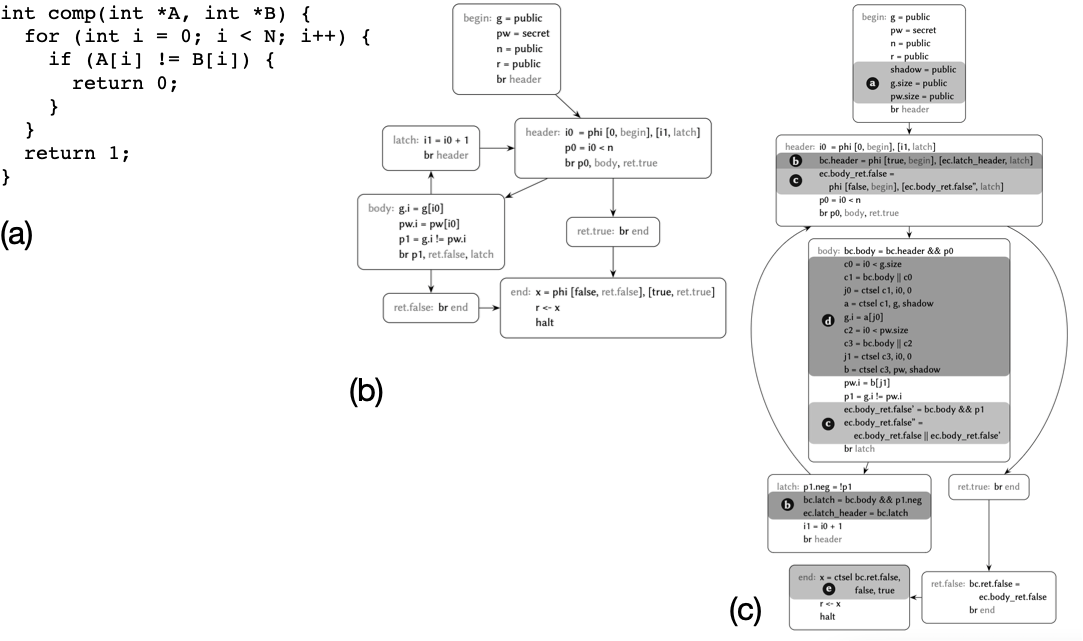 int comp(int *A, int *B) {
for (int i = 0; i < N; i++) {
if (A[i] != B[i]) {
return 0;
}
}
return 1;
}
(a)
begin: g = public
pw = secret
n = public
r = public
br header
latch: i1 = i0 + 1
br header
header: i0 = phi [0, begin], [i1, latch]
p0 = i0 < n
br p0, body, ret.true
body: g.i = g[i0]
pw.i = pw[i0]
p1 = g.i != pw.i
br p1, ret.false, latch
ret.true: br end
ret.false: br end
end: x = phi [false, ret.false], [true, ret.true]
r <- x
halt
(b)
begin: g = public
pw = secret
n = public
r = public
shadow = public
a g.size = public
pw.size = public
br header
header: i0 = phi [0, begin], [i1, latch]
b bc.header = phi [true, begin], [ec.latch_header, latch]
c ec.body_ret.false =
phi [false, begin], [ec.body_ret.false", latch]
p0 = i0 < n
br p0, body, ret.true
body: bc.body = bc.header && p0
c0 = i0 < g.size
c1 = bc.body || c0
j0 = ctsel c1, i0, 0
a = ctsel c1, g, shadow
d g.i = a[j0]
c2 = i0 < pw.size
c3 = bc.body || c2
j1 = ctsel c3, i0, 0
b = ctsel c3, pw, shadow
pw.i = b[j1]
p1 = g.i != pw.i
ec.body_ret.false' = bc.body && p1
c ec.body_ret.false" =
ec.body_ret.false || ec.body_ret.false'
br latch
latch: p1.neg = !p1
b bc.latch = bc.body && p1.neg
ec.latch_header = bc.latch
i1 = i0 + 1
br header
ret.true: br end
end: x = ctsel bc.ret.false,
e false, true
r <- x
halt
ret.false: bc.ret.false =
ec.body_ret.false
br end
(c)